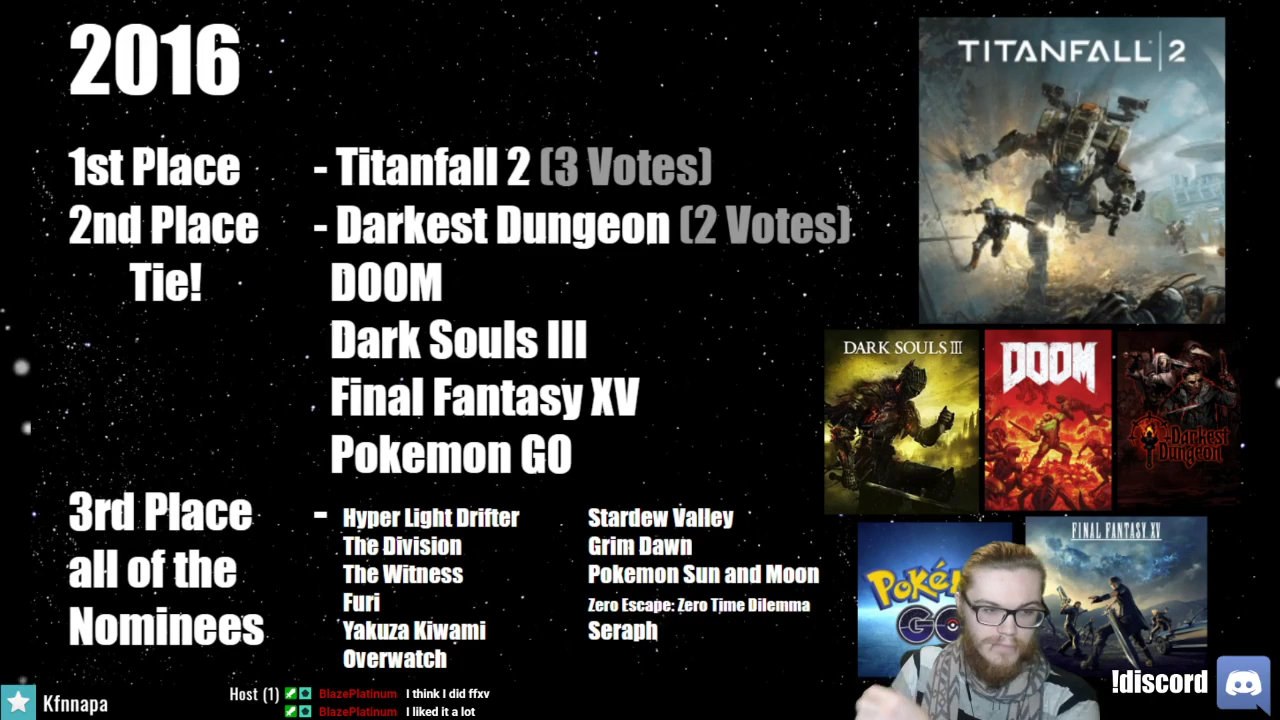 2016
1st Place - Titanfall 2 (3 Votes)
2nd Place - Darkest Dungeon (2 Votes)
Tie! DOOM
Dark Souls III
Final Fantasy XV
Pokemon GO
3rd Place -
all of the
Nominees
Hyper Light Drifter
The Division
The Witness
Furi
Yakuza Kiwami
Overwatch
Stardew Valley
Grim Dawn
Pokemon Sun and Moon
Zero Escape: Zero Time Dilemma
Seraph
TITANFALL | 2
DARK SOULS III
DOOM
Darkest
Dungeon
Poké
GO
FINAL FANTASY XV
!discord
Kfnnapa
Host (1)
BlazePlatinum I think I did ffxv
BlazePlatinum I liked it a lot